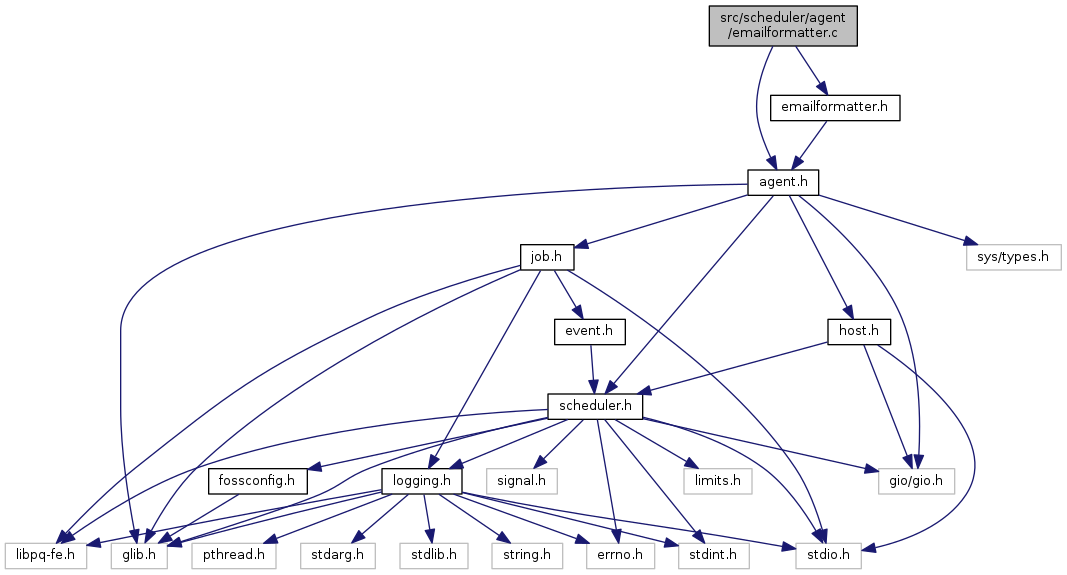 src/scheduler/agent
/emailformatter.c
emailformatter.h
agent.h
job.h
sys/types.h
event.h
host.h
scheduler.h
fossconfig.h
logging.h
signal.h
limits.h
gio/gio.h
libpq-fe.h
glib.h
pthread.h
stdarg.h
stdlib.h
string.h
errno.h
stdint.h
stdio.h